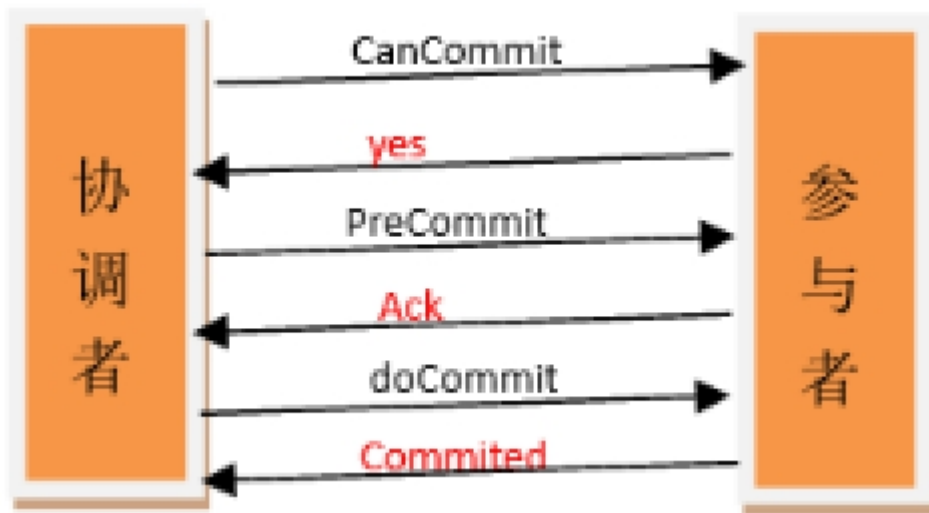 协调者
CanCommit
yes
PreCommit
Ack
doCommit
Commited
参与者